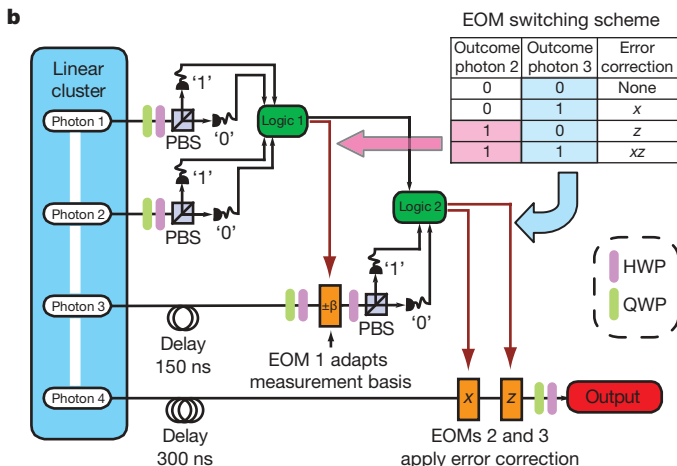 b
EOM switching scheme
Outcome photon 2
Outcome photon 3
Error correction
0 0 None
0 1 x
1 0 z
1 1 xz
Linear
cluster
Photon 1
Photon 2
Photon 3
Photon 4
'1'
PBS
'0'
Logic 1
'1'
PBS
'0'
Logic 2
'1'
PBS
'0'
±β
Delay
150 ns
EOM 1 adapts
measurement basis
HWP
QWP
x
z
Output
Delay
300 ns
EOMs 2 and 3
apply error correction